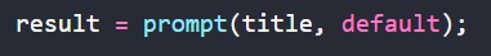 result = prompt(title, default);